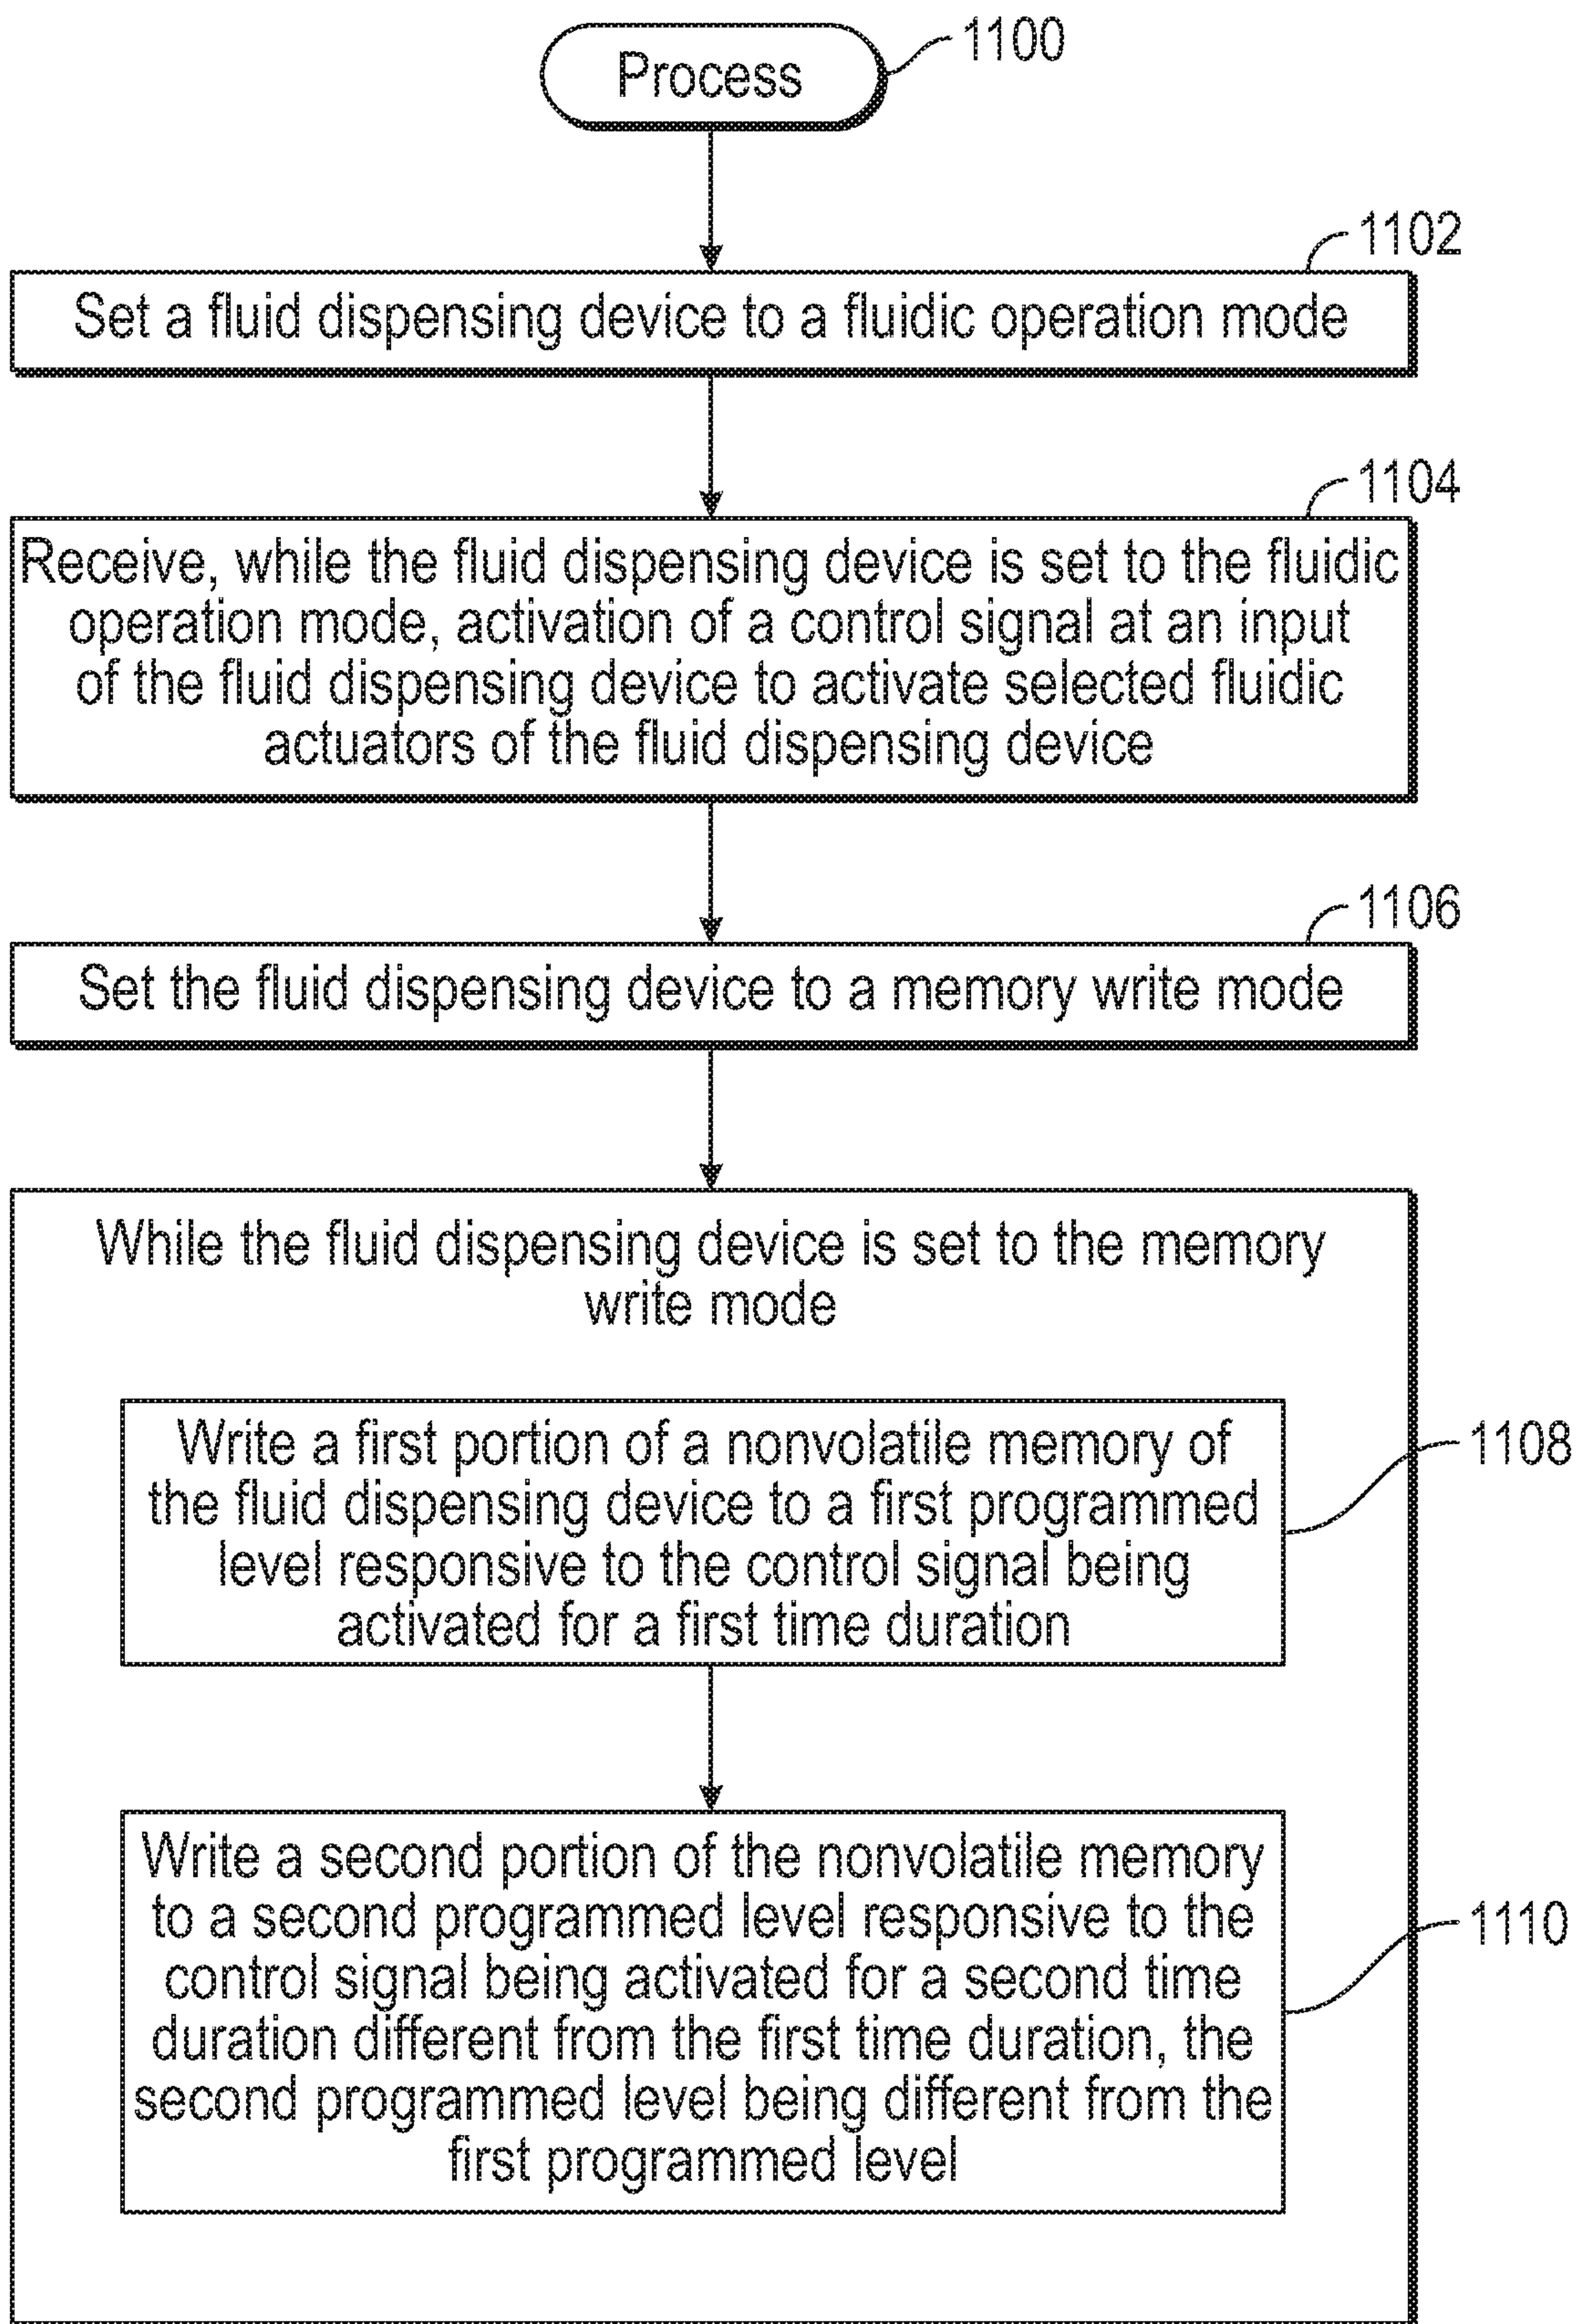 Process
1100
1102
Set a fluid dispensing device to a fluidic operation mode
1104
Receive, while the fluid dispensing device is set to the fluidic
operation mode, activation of a control signal at an input
of the fluid dispensing device to activate selected fluidic
actuators of the fluid dispensing device
1106
Set the fluid dispensing device to a memory write mode
While the fluid dispensing device is set to the memory
write mode
Write a first portion of a nonvolatile memory of
the fluid dispensing device to a first programmed
level responsive to the control signal being
activated for a first time duration
1108
Write a second portion of the nonvolatile memory
to a second programmed level responsive to the
control signal being activated for a second time
duration different from the first time duration, the
second programmed level being different from the
first programmed level
1110